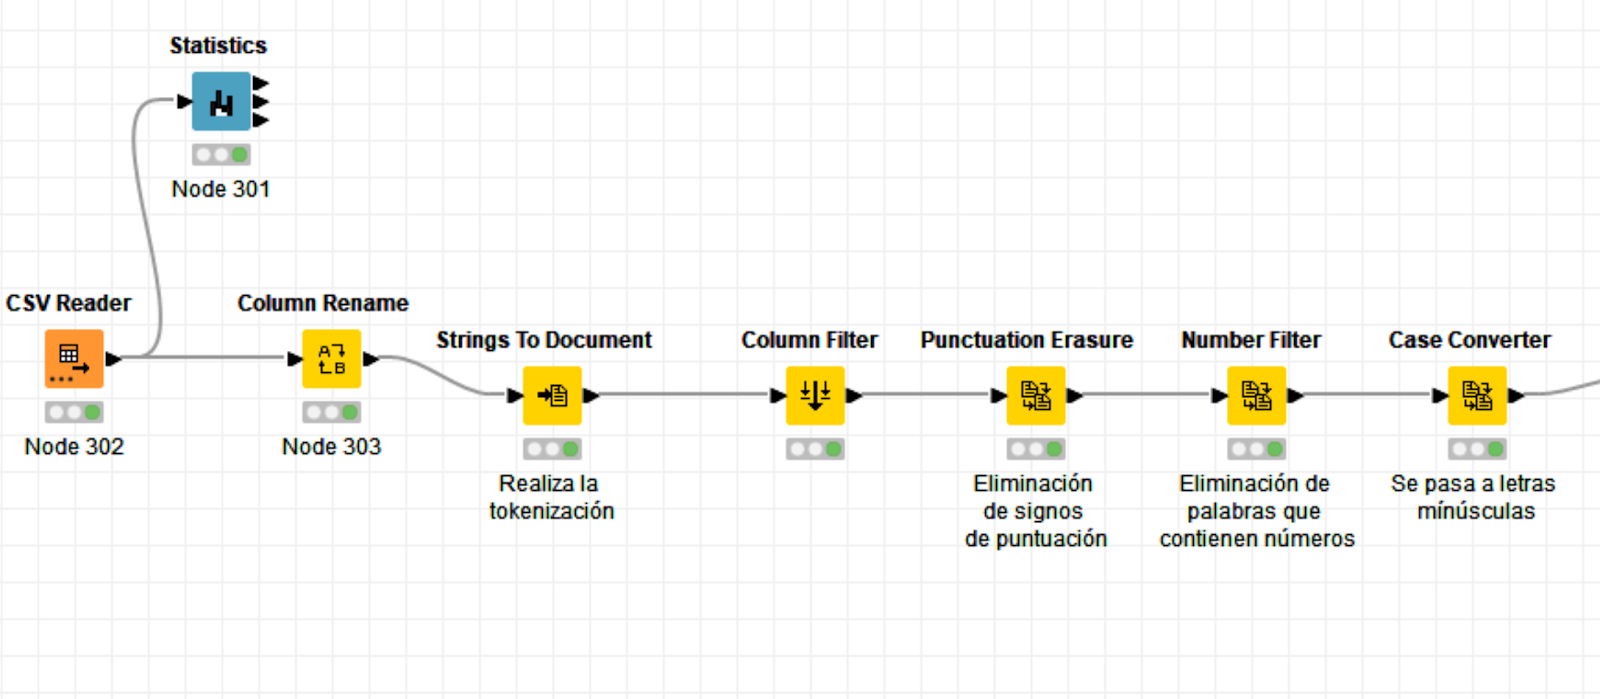 Statistics
Node 301
CSV Reader
Node 302
Column Rename
Node 303
Strings To Document
Realiza la
tokenización
Column Filter
Punctuation Erasure
Eliminación
de signos
de puntuación
Number Filter
Eliminación de
palabras que
contienen números
Case Converter
Se pasa a letras
mínúsculas